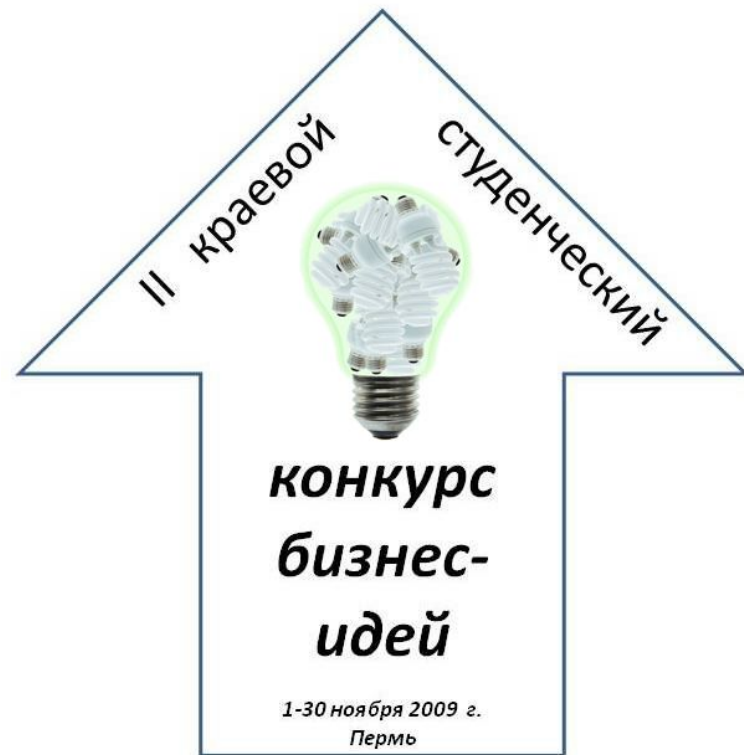 II краевой
студенческий
конкурс
бизнес-
идей
1-30 ноября 2009 г.
Пермь